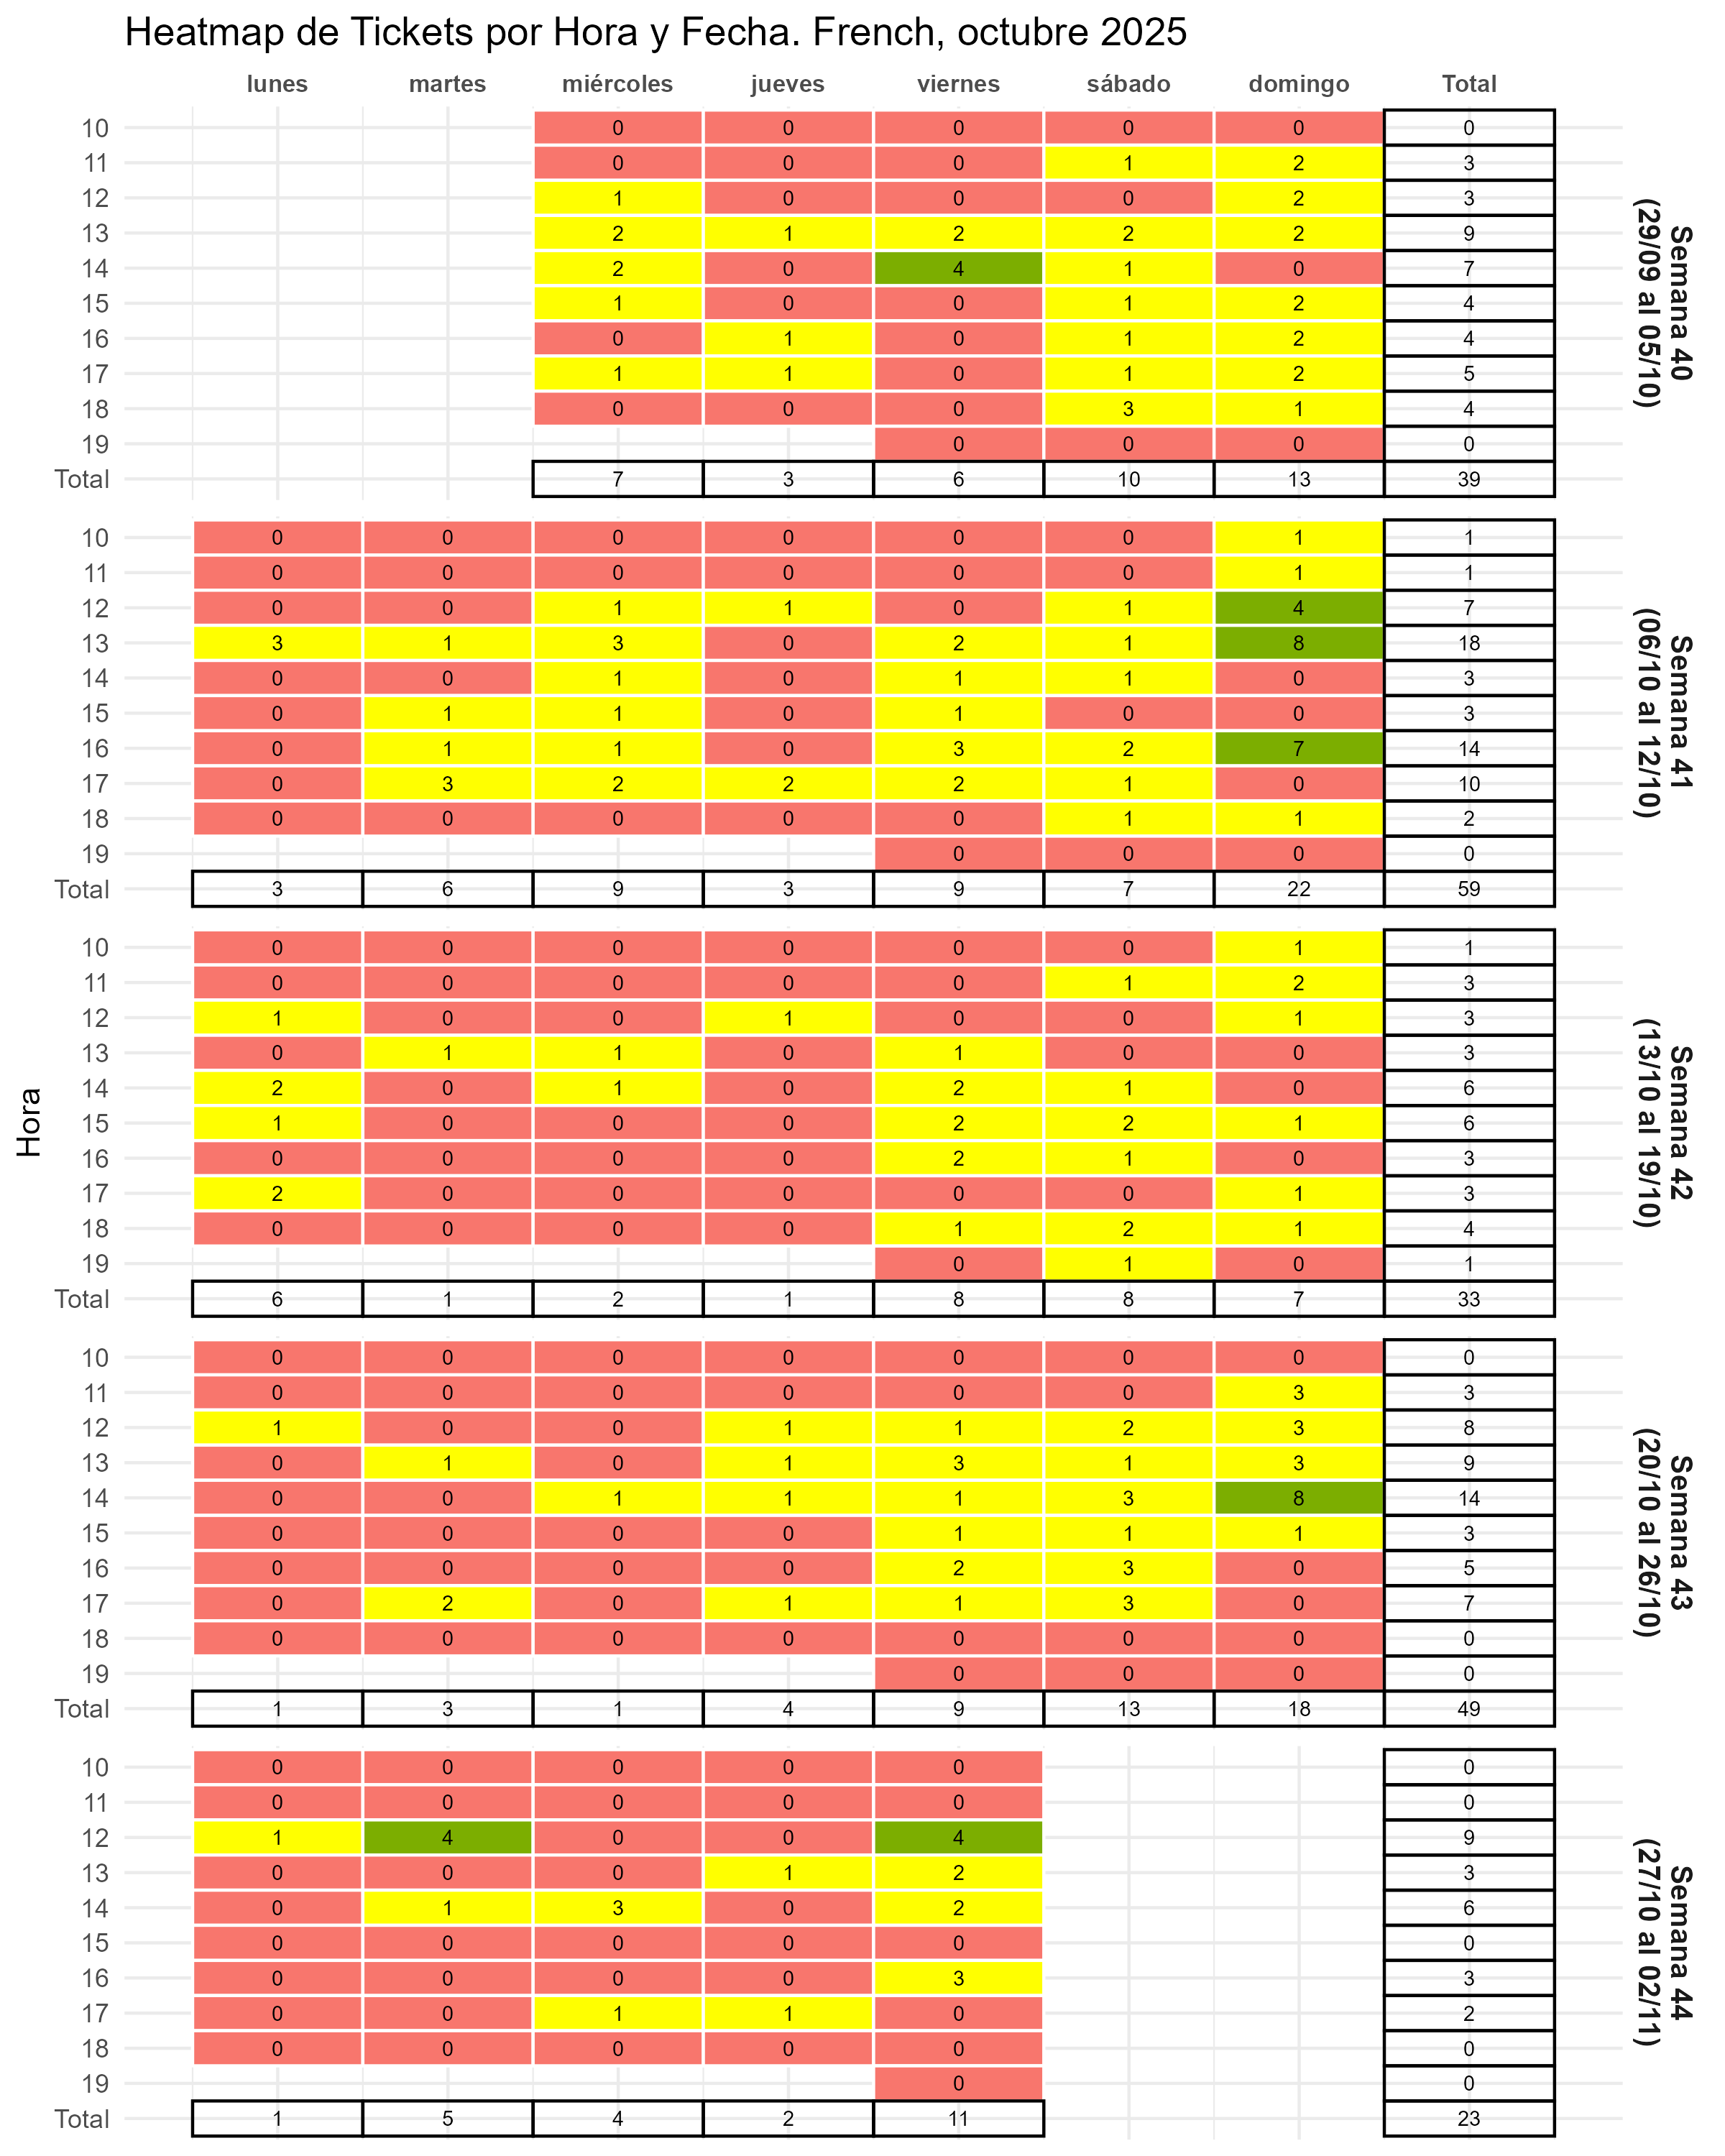 Heatmap de Tickets por Hora y Fecha. French, octubre 2025
lunes martes miércoles jueves viernes sábado domingo Total
10 0 0 0 0 0 0
11 0 0 0 1 2 3
12 1 0 0 0 2 3
13 2 1 2 2 2 9
14 2 0 4 1 0 7
15 1 0 0 1 2 4
16 0 1 0 1 2 4
17 1 1 0 1 2 5
18 0 0 0 3 1 4
19 0 0 0 0
Total 7 3 6 10 13 39
Semana 40
(29/09 al 05/10)
10 0 0 0 0 0 0 1 1
11 0 0 0 0 0 0 1 1
12 0 0 1 1 0 1 4 7
13 3 1 3 0 2 1 8 18
14 0 0 1 0 1 1 0 3
15 0 1 1 0 1 0 0 3
16 0 1 1 0 3 2 7 14
17 0 3 2 2 2 1 0 10
18 0 0 0 0 0 1 1 2
19 0 0 0 0
Total 3 6 9 3 9 7 22 59
Semana 41
(06/10 al 12/10)
Hora
10 0 0 0 0 0 0 1 1
11 0 0 0 0 0 1 2 3
12 1 0 0 1 0 0 1 3
13 0 1 1 0 1 0 0 3
14 2 0 1 0 2 1 0 6
15 1 0 0 0 2 2 1 6
16 0 0 0 0 2 1 0 3
17 2 0 0 0 0 0 1 3
18 0 0 0 0 1 2 1 4
19 0 1 0 1
Total 6 1 2 1 8 8 7 33
Semana 42
(13/10 al 19/10)
10 0 0 0 0 0 0 0 0
11 0 0 0 0 0 0 3 3
12 1 0 0 1 1 2 3 8
13 0 1 0 1 3 1 3 9
14 0 0 1 1 1 3 8 14
15 0 0 0 0 1 1 1 3
16 0 0 0 0 2 3 0 5
17 0 2 0 1 1 3 0 7
18 0 0 0 0 0 0 0 0
19 0 0 0 0
Total 1 3 1 4 9 13 18 49
Semana 43
(20/10 al 26/10)
10 0 0 0 0 0 0
11 0 0 0 0 0 0
12 1 4 0 0 4 9
13 0 0 0 1 2 3
14 0 1 3 0 2 6
15 0 0 0 0 0 0
16 0 0 0 0 3 3
17 0 0 1 1 0 2
18 0 0 0 0 0 0
19 0 0
Total 1 5 4 2 11 23
Semana 44
(27/10 al 02/11)